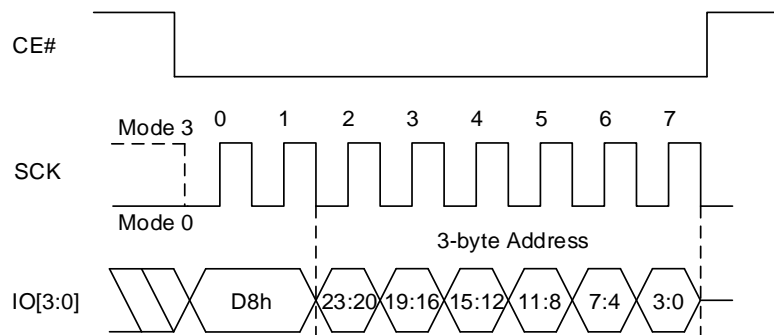 CE#
Mode 3 0 1 2 3 4 5 6 7
SCK
Mode 0
3-byte Address
IO[3:0] D8h 23:20 19:16 15:12 11:8 7:4 3:0